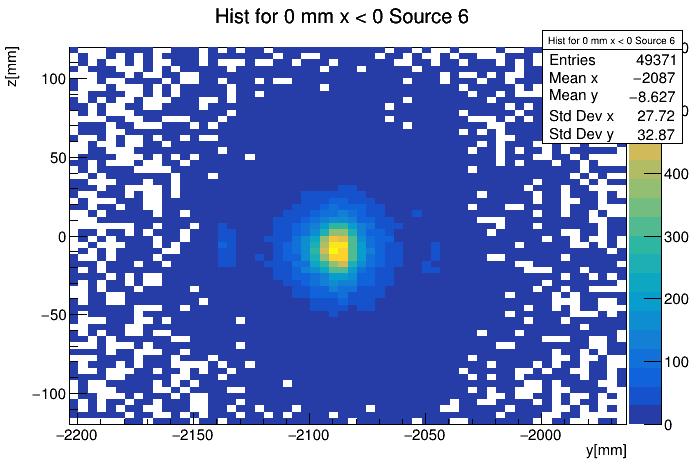 Hist for 0 mm x < 0 Source 6
z[mm]
Hist for 0 mm x < 0 Source 6
Entries 49371
Mean x −2087
Mean y −8.627
Std Dev x 27.72
Std Dev y 32.87
100
50
0
−50
−100
−2200 −2150 −2100 −2050 −2000
y[mm]
400
300
200
100
0